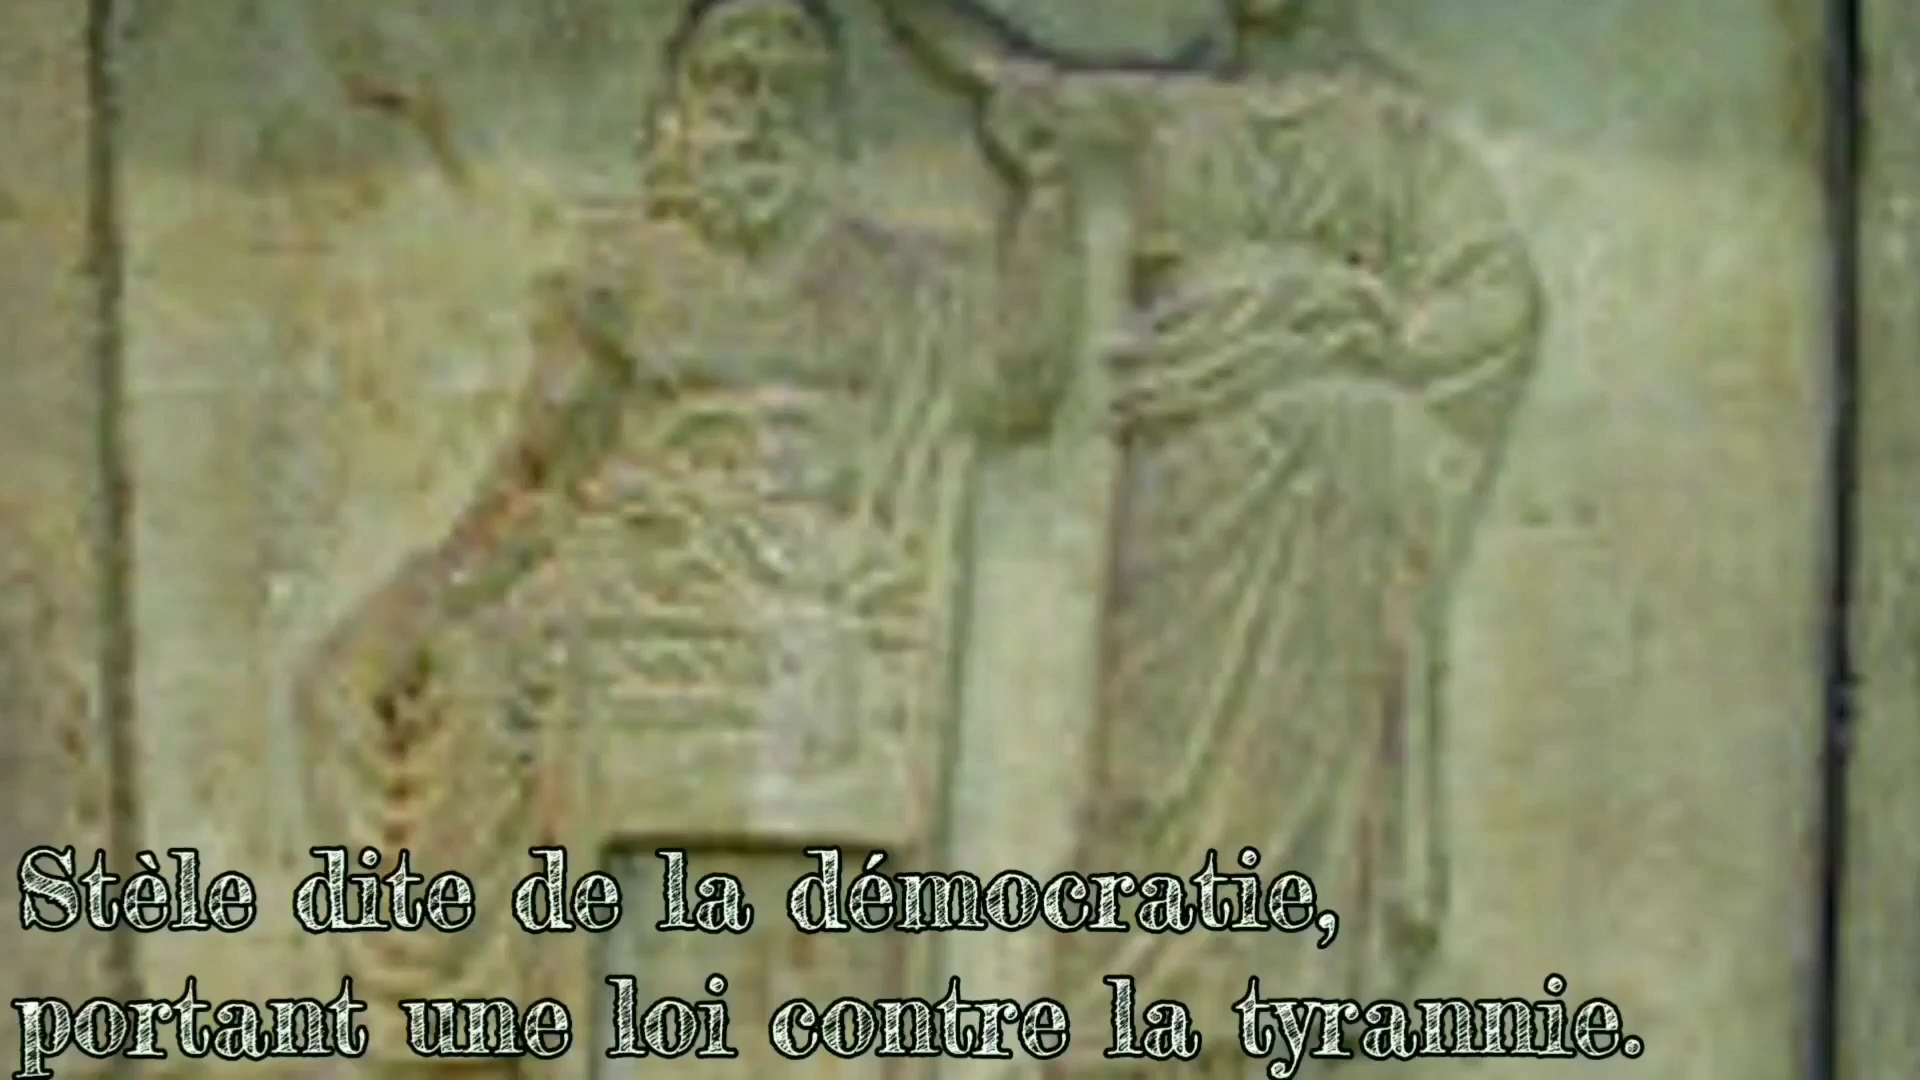 Stèle dite de la démocratie,
portant une loi contre la tyrannie.